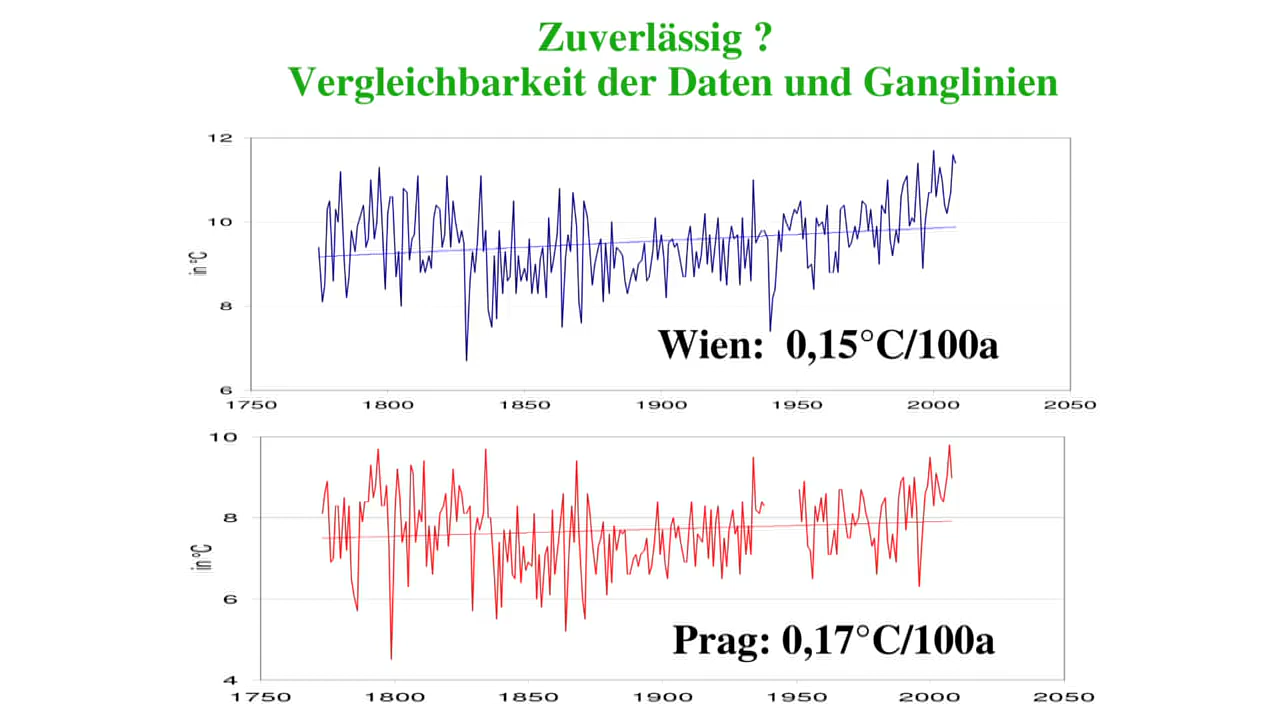 Zuverlässig ?
Vergleichbarkeit der Daten und Ganglinien
12
10
8
6
in °C
Wien: 0,15°C/100a
1750 1800 1850 1900 1950 2000 2050
10
8
6
4
in °C
Prag: 0,17°C/100a
1750 1800 1850 1900 1950 2000 2050